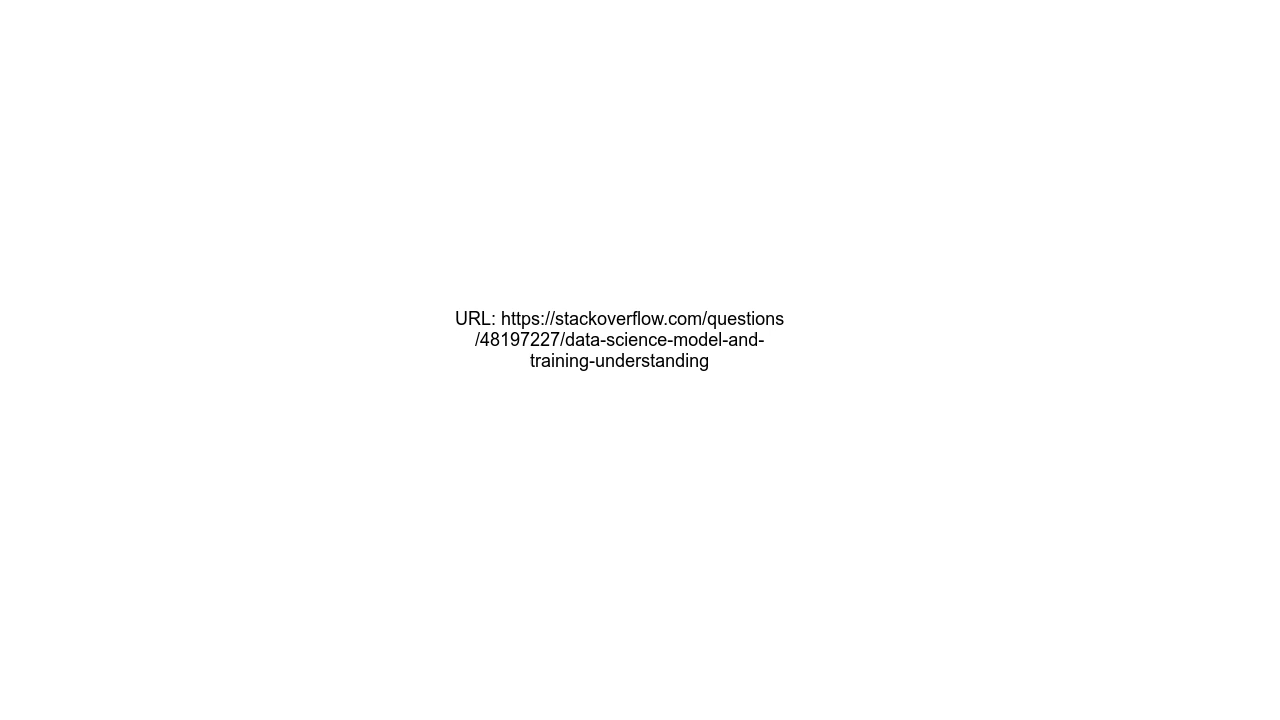 URL: https://stackoverflow.com/questions
/48197227/data-science-model-and-
training-understanding